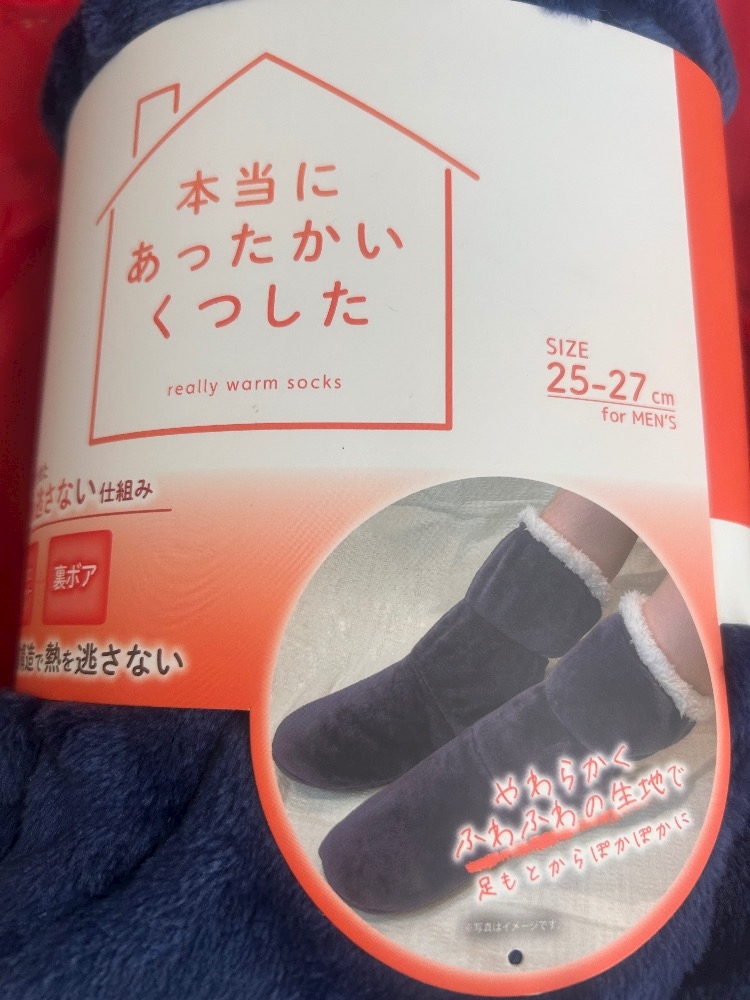 本当に
あったかい
くつした
really warm socks
SIZE
25-27 cm
for MEN'S
逃さない仕組み
裏ボア
構造で熱を逃さない
やわらかく
ふわふわの生地で
足もとからぽかぽかに
※写真はイメージです。